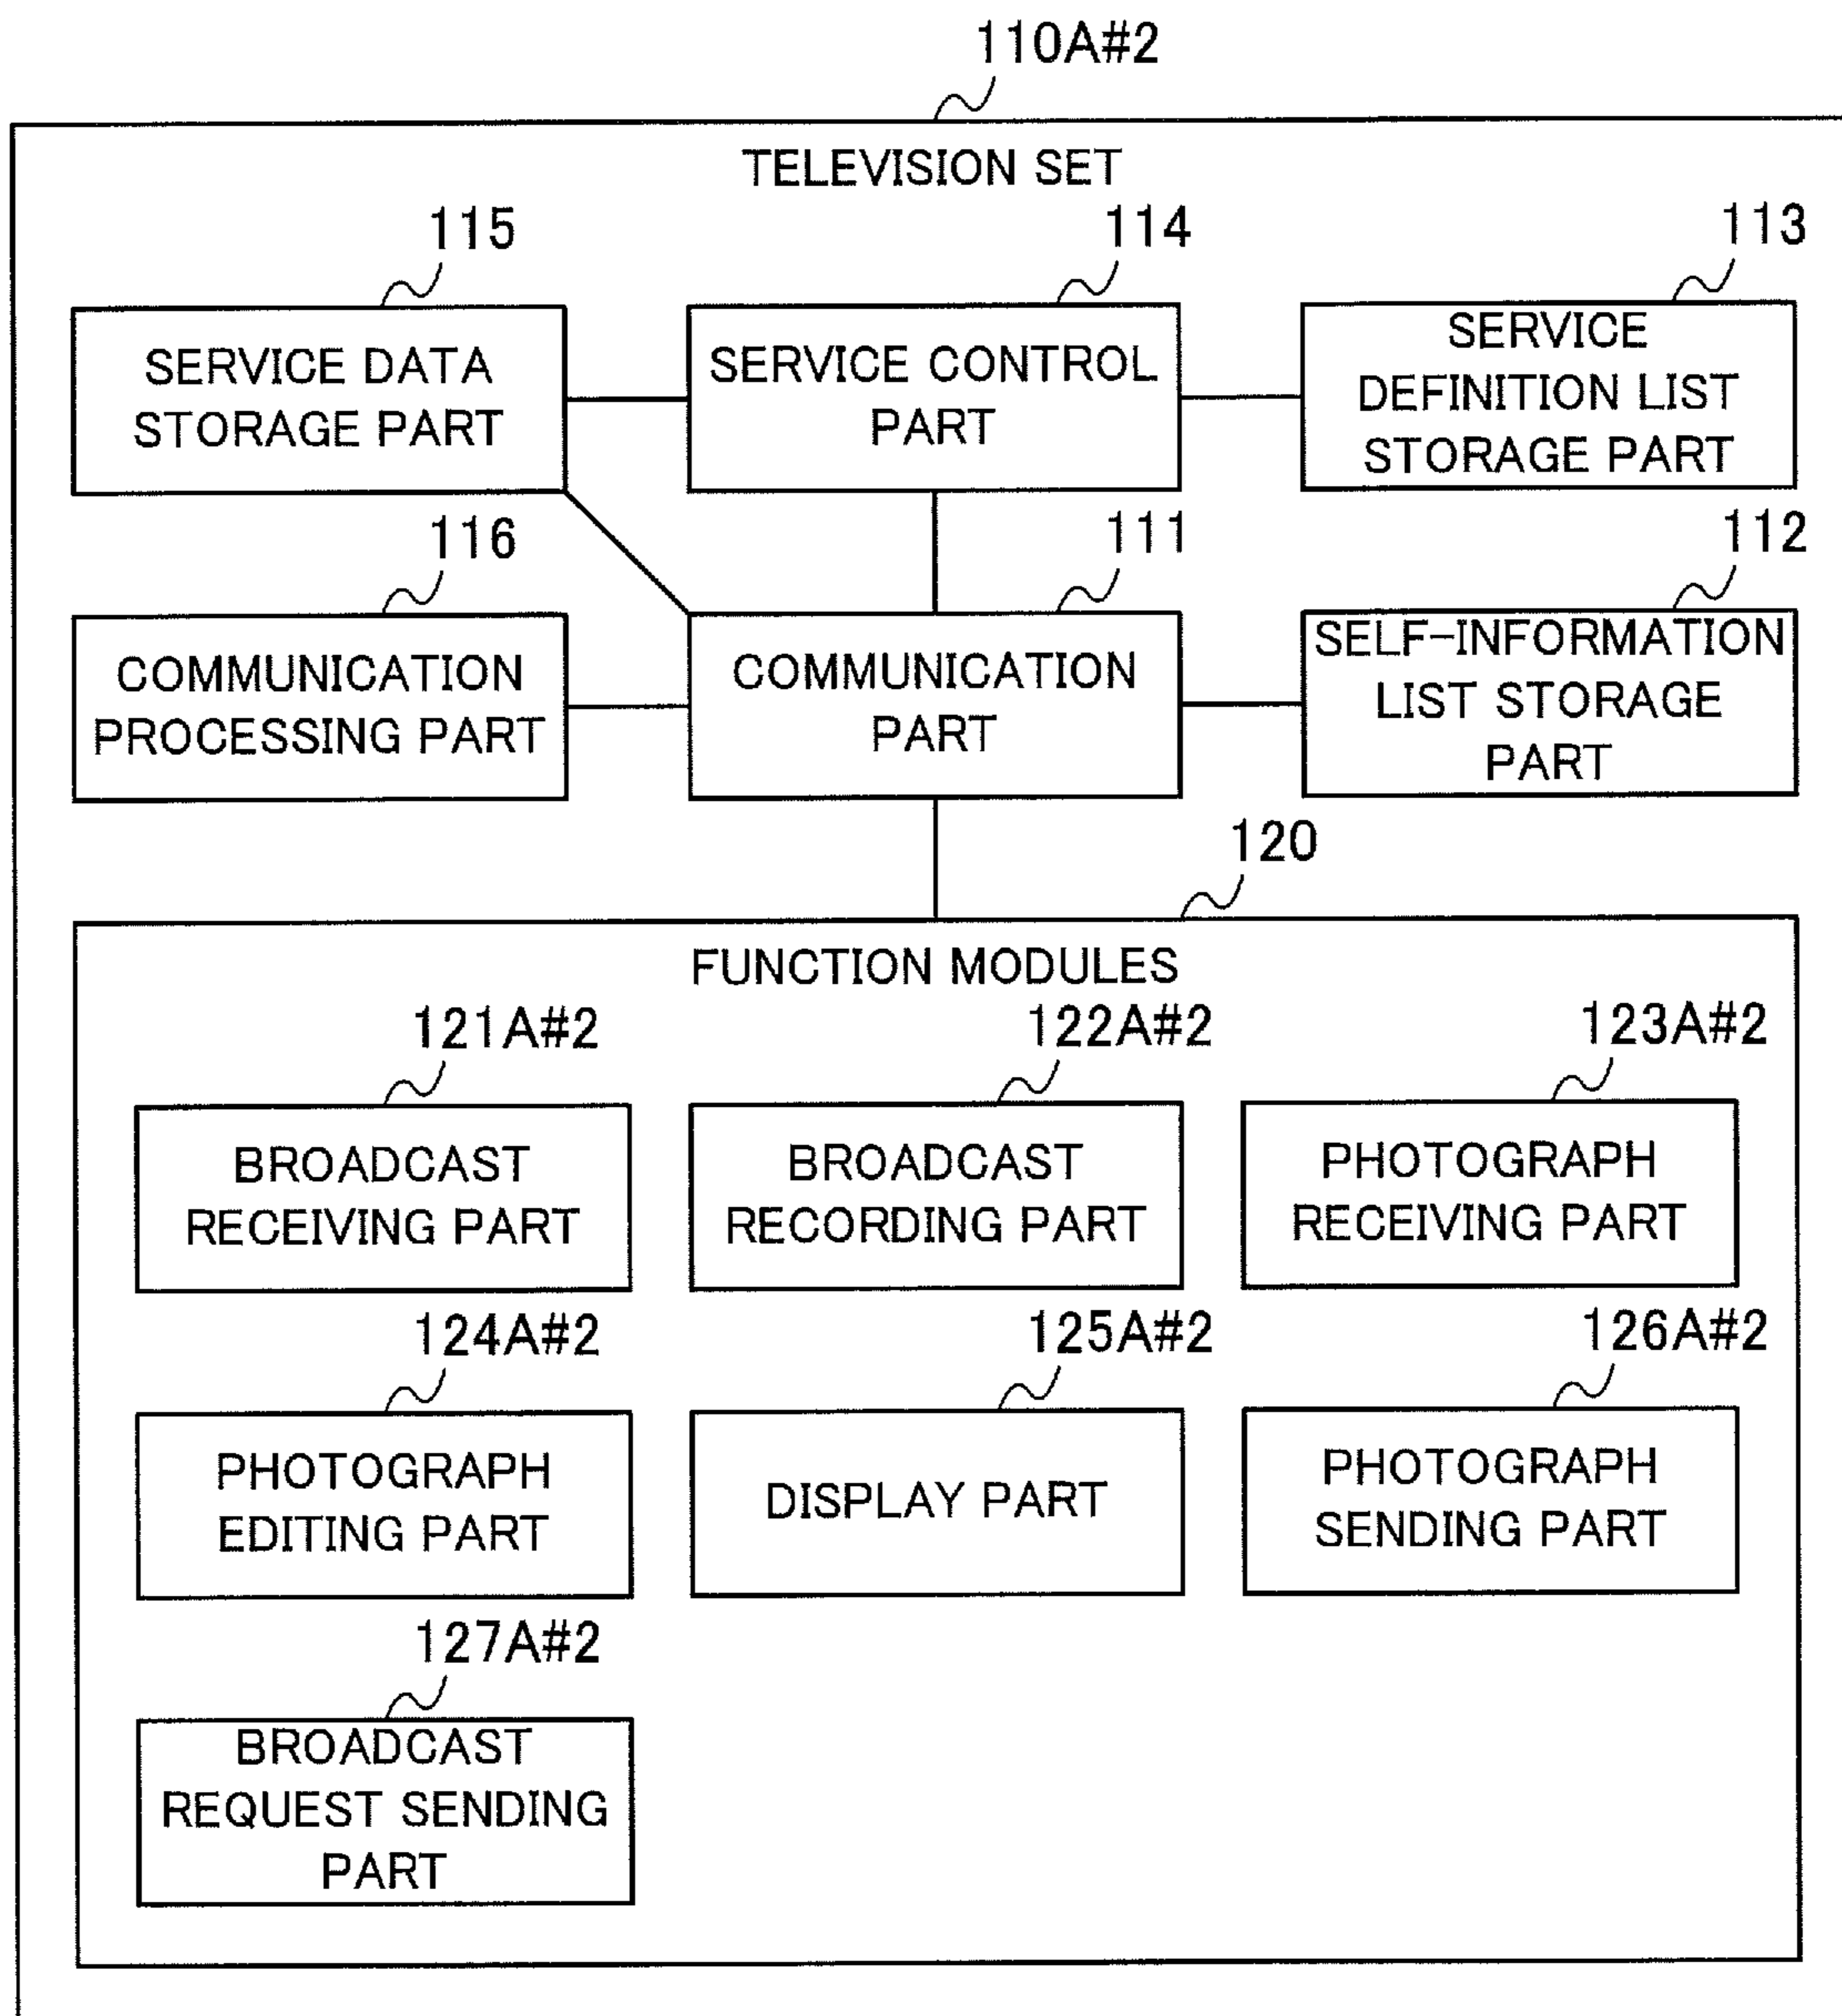 110A#2
TELEVISION SET
115
114
113
SERVICE DATA
STORAGE PART
SERVICE CONTROL
PART
SERVICE
DEFINITION LIST
STORAGE PART
116
111
112
COMMUNICATION
PROCESSING PART
COMMUNICATION
PART
SELF-INFORMATION
LIST STORAGE
PART
120
FUNCTION MODULES
121A#2
122A#2
123A#2
BROADCAST
RECEIVING PART
BROADCAST
RECORDING PART
PHOTOGRAPH
RECEIVING PART
124A#2
125A#2
126A#2
PHOTOGRAPH
EDITING PART
DISPLAY PART
PHOTOGRAPH
SENDING PART
127A#2
BROADCAST
REQUEST SENDING
PART